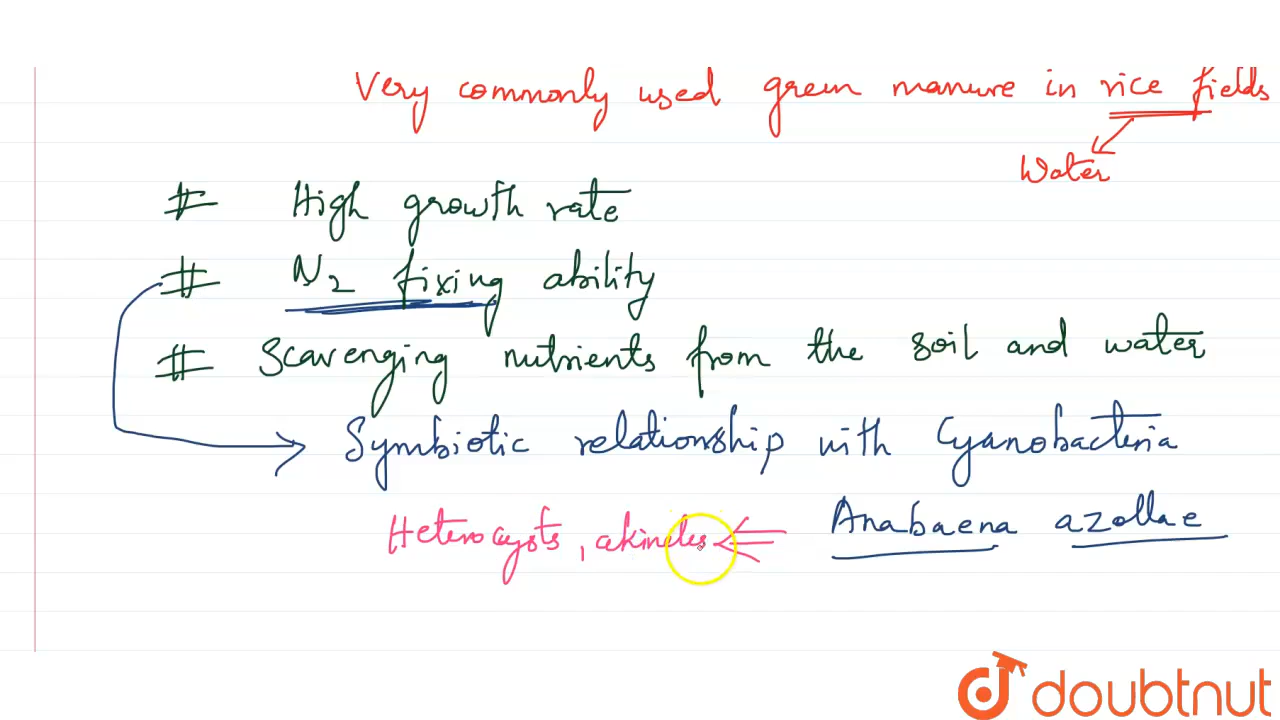 Very commonly used green manure in rice fields
Water
# High growth rate
# N2 fixing ability
# Scavenging nutrients from the soil and water
Symbiotic relationship with Cyanobacteria
Heterocysts, akinetes Anabaena azollae
doubtnut